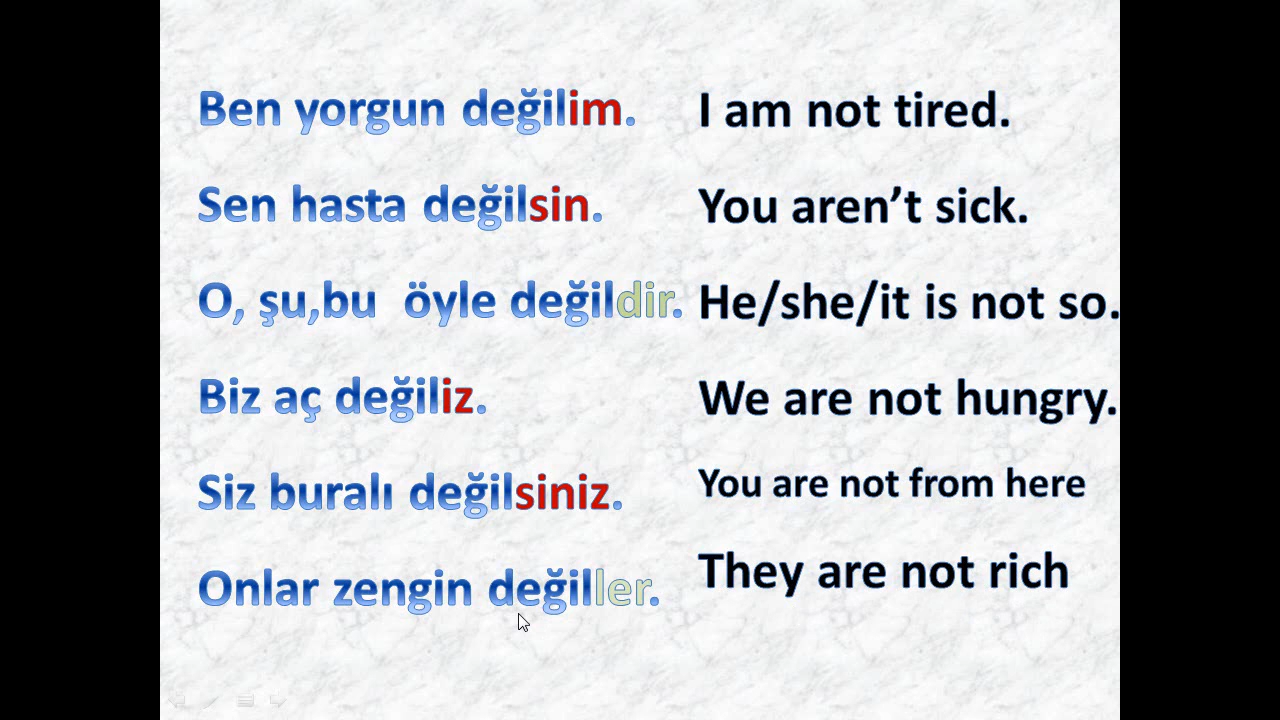 Ben yorgun değilim. I am not tired.
Sen hasta değilsin. You aren’t sick.
O, şu,bu  öyle değildir. He/she/it is not so.
Biz aç değiliz. We are not hungry.
Siz buralı değilsiniz. You are not from here
Onlar zengin değiller. They are not rich